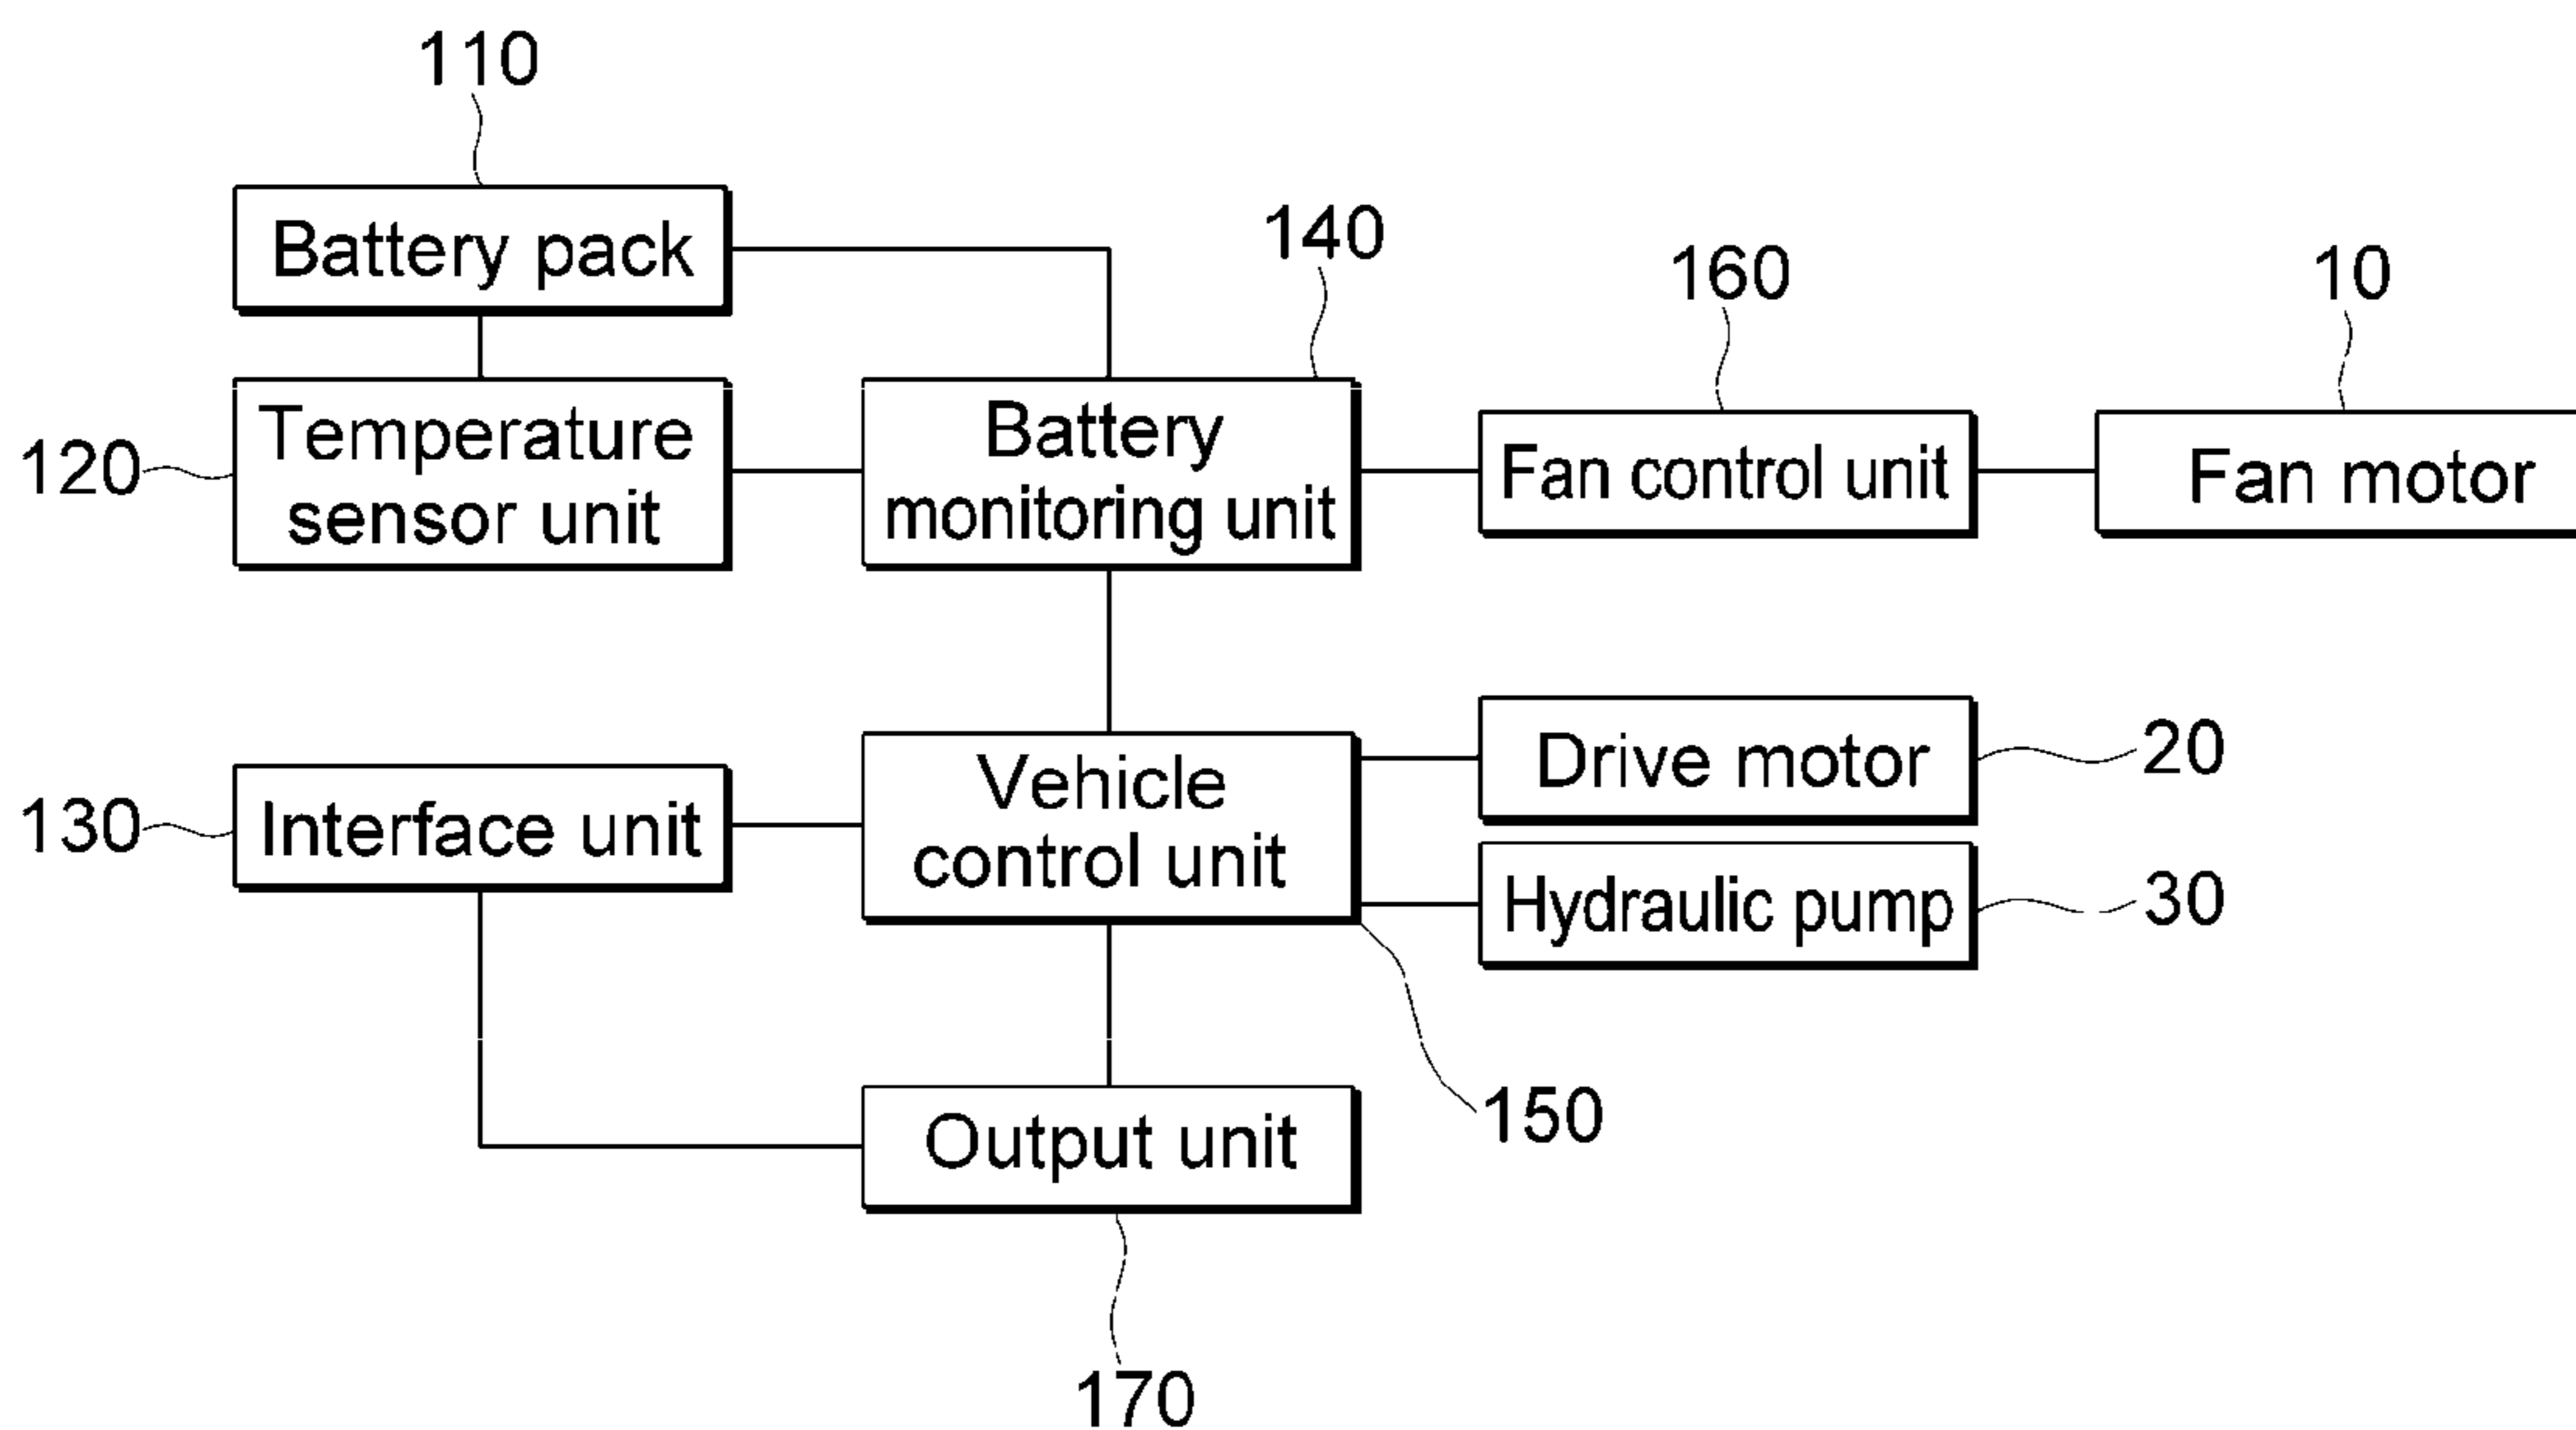 110
Battery pack
140
160
10
120
Temperature
sensor unit
Battery
monitoring unit
Fan control unit
Fan motor
130
Interface unit
Vehicle
control unit
Drive motor
20
Hydraulic pump
30
150
Output unit
170